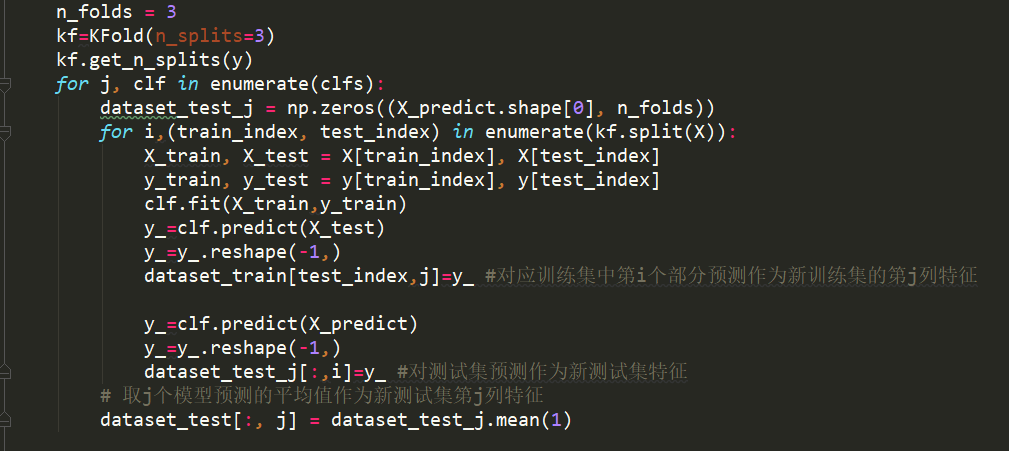 n_folds = 3
kf=KFold(n_splits=3)
kf.get_n_splits(y)
for j, clf in enumerate(clfs):
    dataset_test_j = np.zeros((X_predict.shape[0], n_folds))
    for i,(train_index, test_index) in enumerate(kf.split(X)):
        X_train, X_test = X[train_index], X[test_index]
        y_train, y_test = y[train_index], y[test_index]
        clf.fit(X_train,y_train)
        y_=clf.predict(X_test)
        y_=y_.reshape(-1,)
        dataset_train[test_index,j]=y_ #对应训练集中第i个部分预测作为新训练集的第j列特征
        y_=clf.predict(X_predict)
        y_=y_.reshape(-1,)
        dataset_test_j[:,i]=y_ #对测试集预测作为新测试集特征
    # 取j个模型预测的平均值作为新测试集第j列特征
    dataset_test[:, j] = dataset_test_j.mean(1)